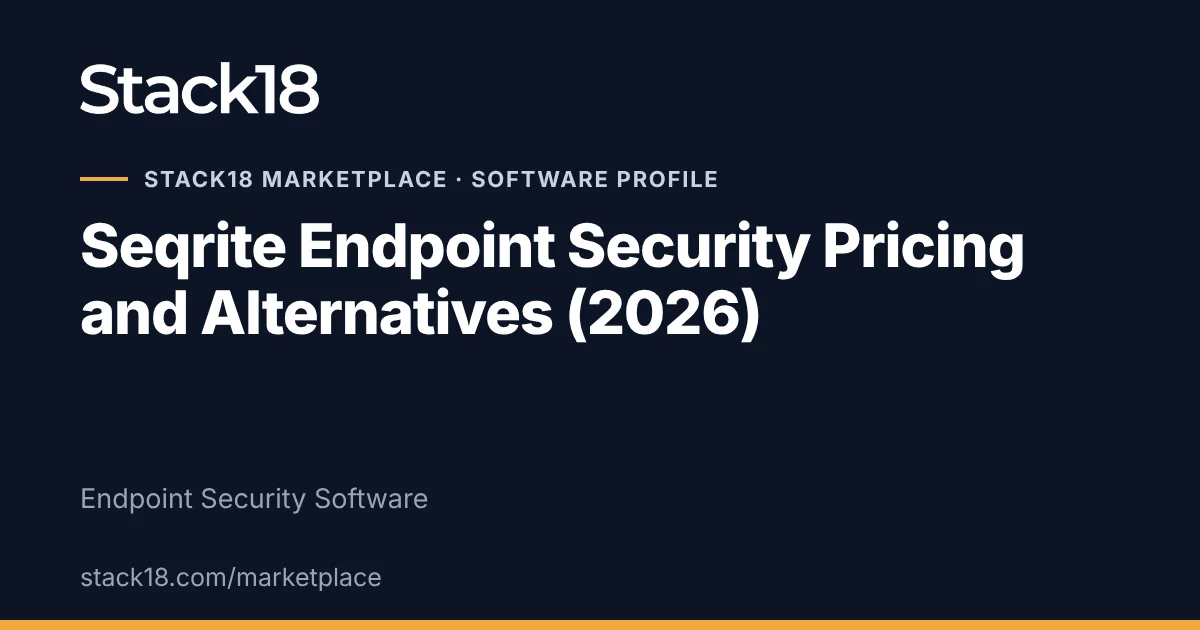 Stack18
STACK18 MARKETPLACE · SOFTWARE PROFILE
Seqrite Endpoint Security Pricing
and Alternatives (2026)
Endpoint Security Software
stack18.com/marketplace